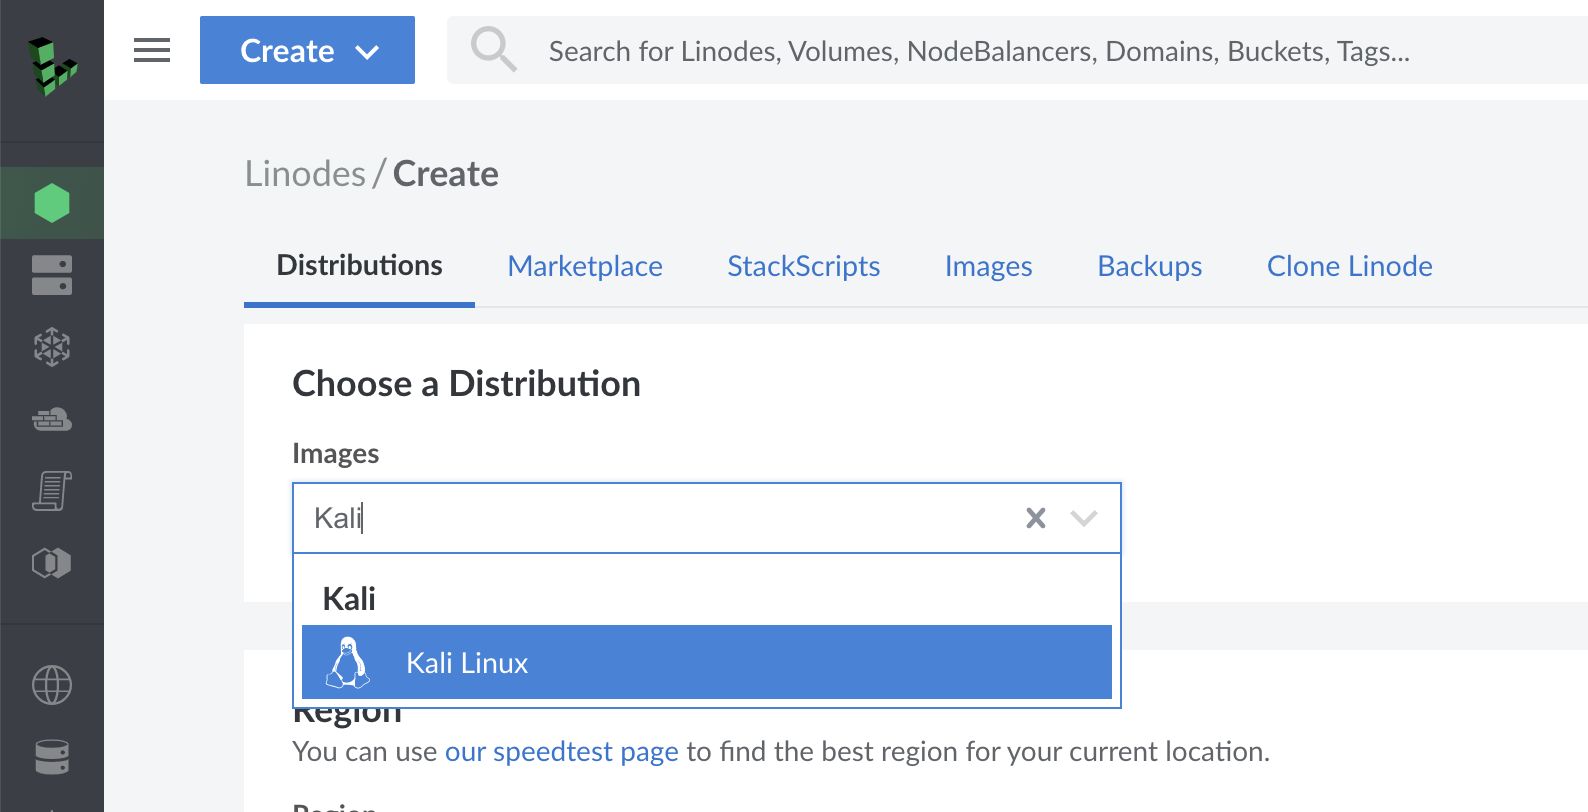 Create
Search for Linodes, Volumes, NodeBalancers, Domains, Buckets, Tags...
Linodes / Create
Distributions Marketplace StackScripts Images Backups Clone Linode
Choose a Distribution
Images
Kali
Kali
Kali Linux
Region
You can use our speedtest page to find the best region for your current location.
Region